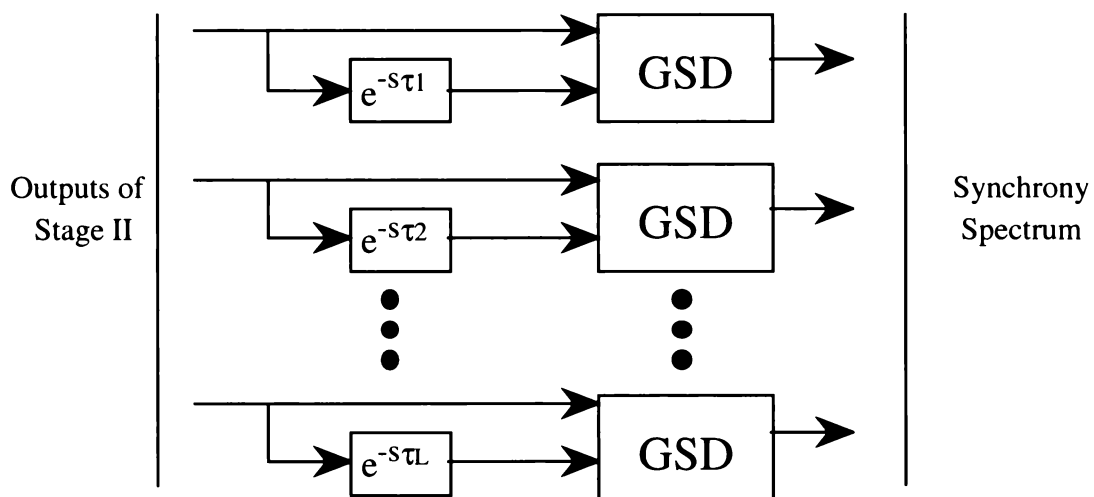 GSD
e^-sτ1
Outputs of
Stage II
GSD
e^-sτ2
Synchrony
Spectrum
GSD
e^-sτL